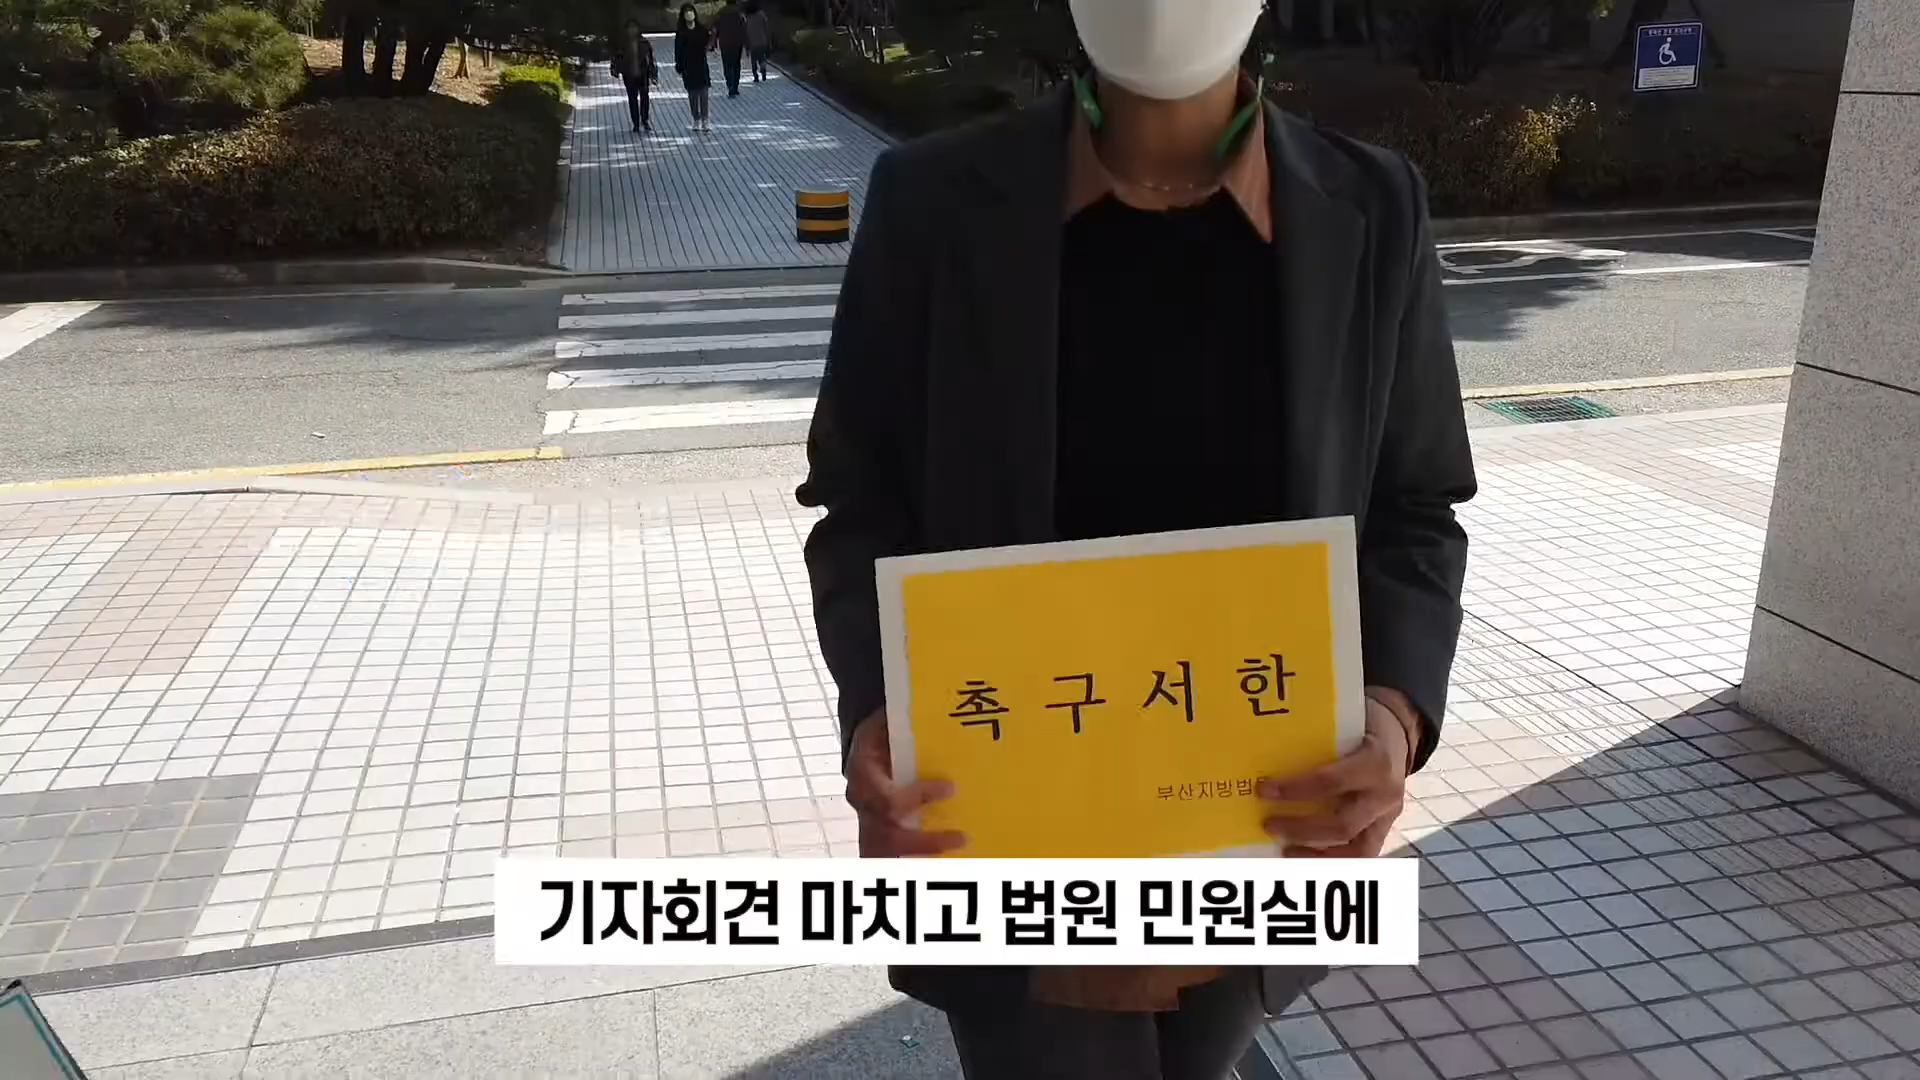 촉구서한
부산지방법원
기자회견 마치고 법원 민원실에